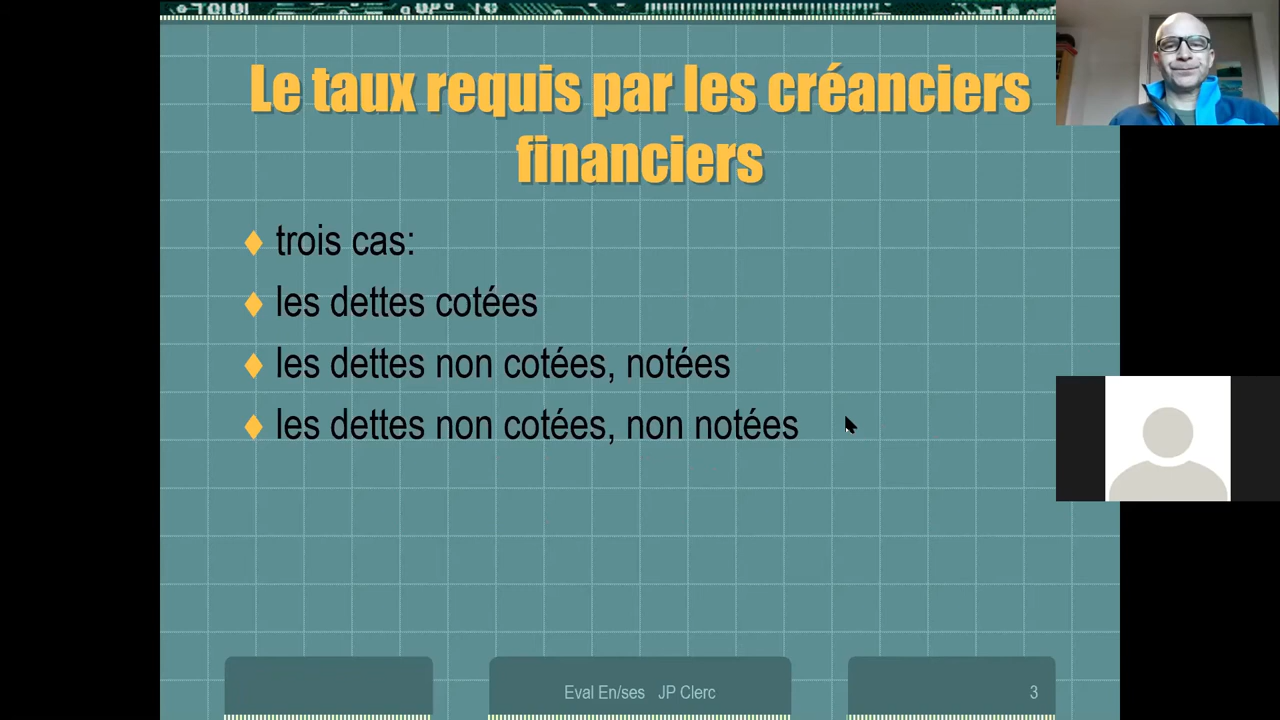 Le taux requis par les créanciers
financiers
trois cas:
les dettes cotées
les dettes non cotées, notées
les dettes non cotées, non notées
Eval En/ses JP Clerc
3